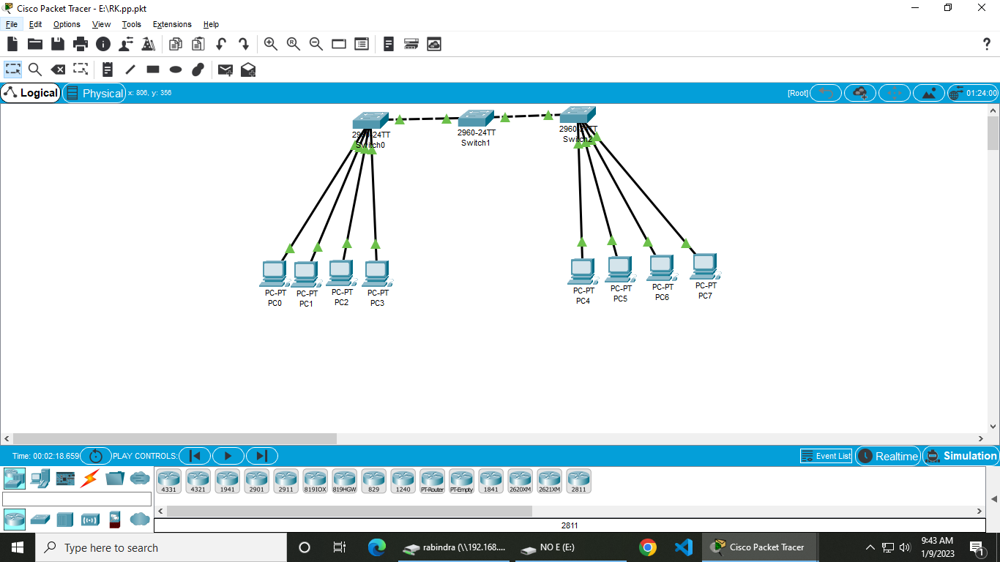 Cisco Packet Tracer - E:\RK.pp.pkt
File Edit Options View Tools Extensions Help
Logical Physical x: 806, y: 356 [Root] 01:24:00
2960-24TT
Switch0
2960-24TT
Switch1
2960-24TT
Switch2
PC-PT
PC0
PC-PT
PC1
PC-PT
PC2
PC-PT
PC3
PC-PT
PC4
PC-PT
PC5
PC-PT
PC6
PC-PT
PC7
Time: 00:02:18.659 PLAY CONTROLS: Event List Realtime Simulation
4331 4321 1941 2901 2911 819IOX 819HGW 829 1240 PT-Router PT-Empty 1841 2620XM 2621XM 2811
2811
Type here to search
rabindra (\\192.168....
NO E (E:)
Cisco Packet Tracer
9:43 AM
1/9/2023
1